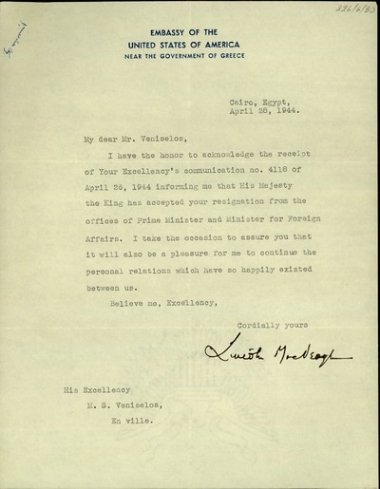 EMBASSY OF THE
UNITED STATES OF AMERICA
NEAR THE GOVERNMENT OF GREECE
Cairo, Egypt,
April 28, 1944.
My dear Mr. Veniselos,
I have the honor to acknowledge the receipt
of Your Excellency's communication no. 4118 of
April 26, 1944 informing me that His Majesty
the King has accepted your resignation from the
offices of Prime Minister and Minister for Foreign
Affairs. I take the occasion to assure you that
it will also be a pleasure for me to continue the
personal relations which have so happily existed
between us.
Believe me, Excellency,
Cordially yours
Lincoln MacVeagh
His Excellency
M. S. Veniselos,
En ville.